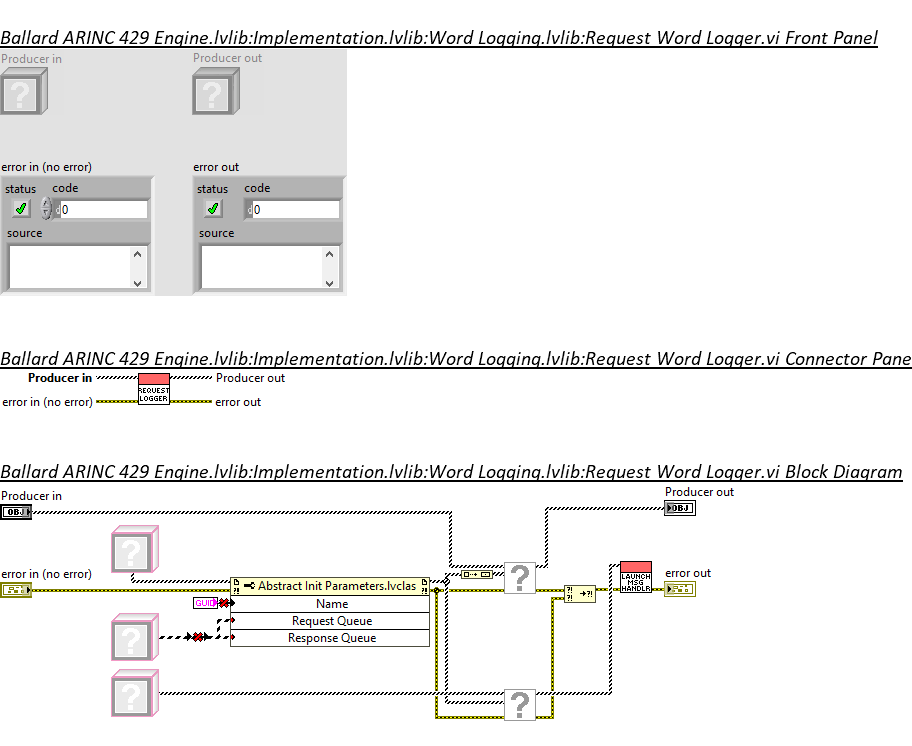 Ballard ARINC 429 Engine.lvlib:Implementation.lvlib:Word Logging.lvlib:Request Word Logger.vi Front Panel
Producer in
Producer out
?
?
error in (no error)
error out
status code
status code
d 0
d 0
source
source
Ballard ARINC 429 Engine.lvlib:Implementation.lvlib:Word Logging.lvlib:Request Word Logger.vi Connector Pane
Producer in
Producer out
REQUEST
LOGGER
error in (no error)
error out
Ballard ARINC 429 Engine.lvlib:Implementation.lvlib:Word Logging.lvlib:Request Word Logger.vi Block Diagram
Producer in
Producer out
OBJ
OBJ
?
error in (no error)
Abstract Init Parameters.lvclas
?
?!
?!
→?!
LAUNCH
MSG
HANDLR
error out
GUID
Name
Request Queue
Response Queue
?
?
?